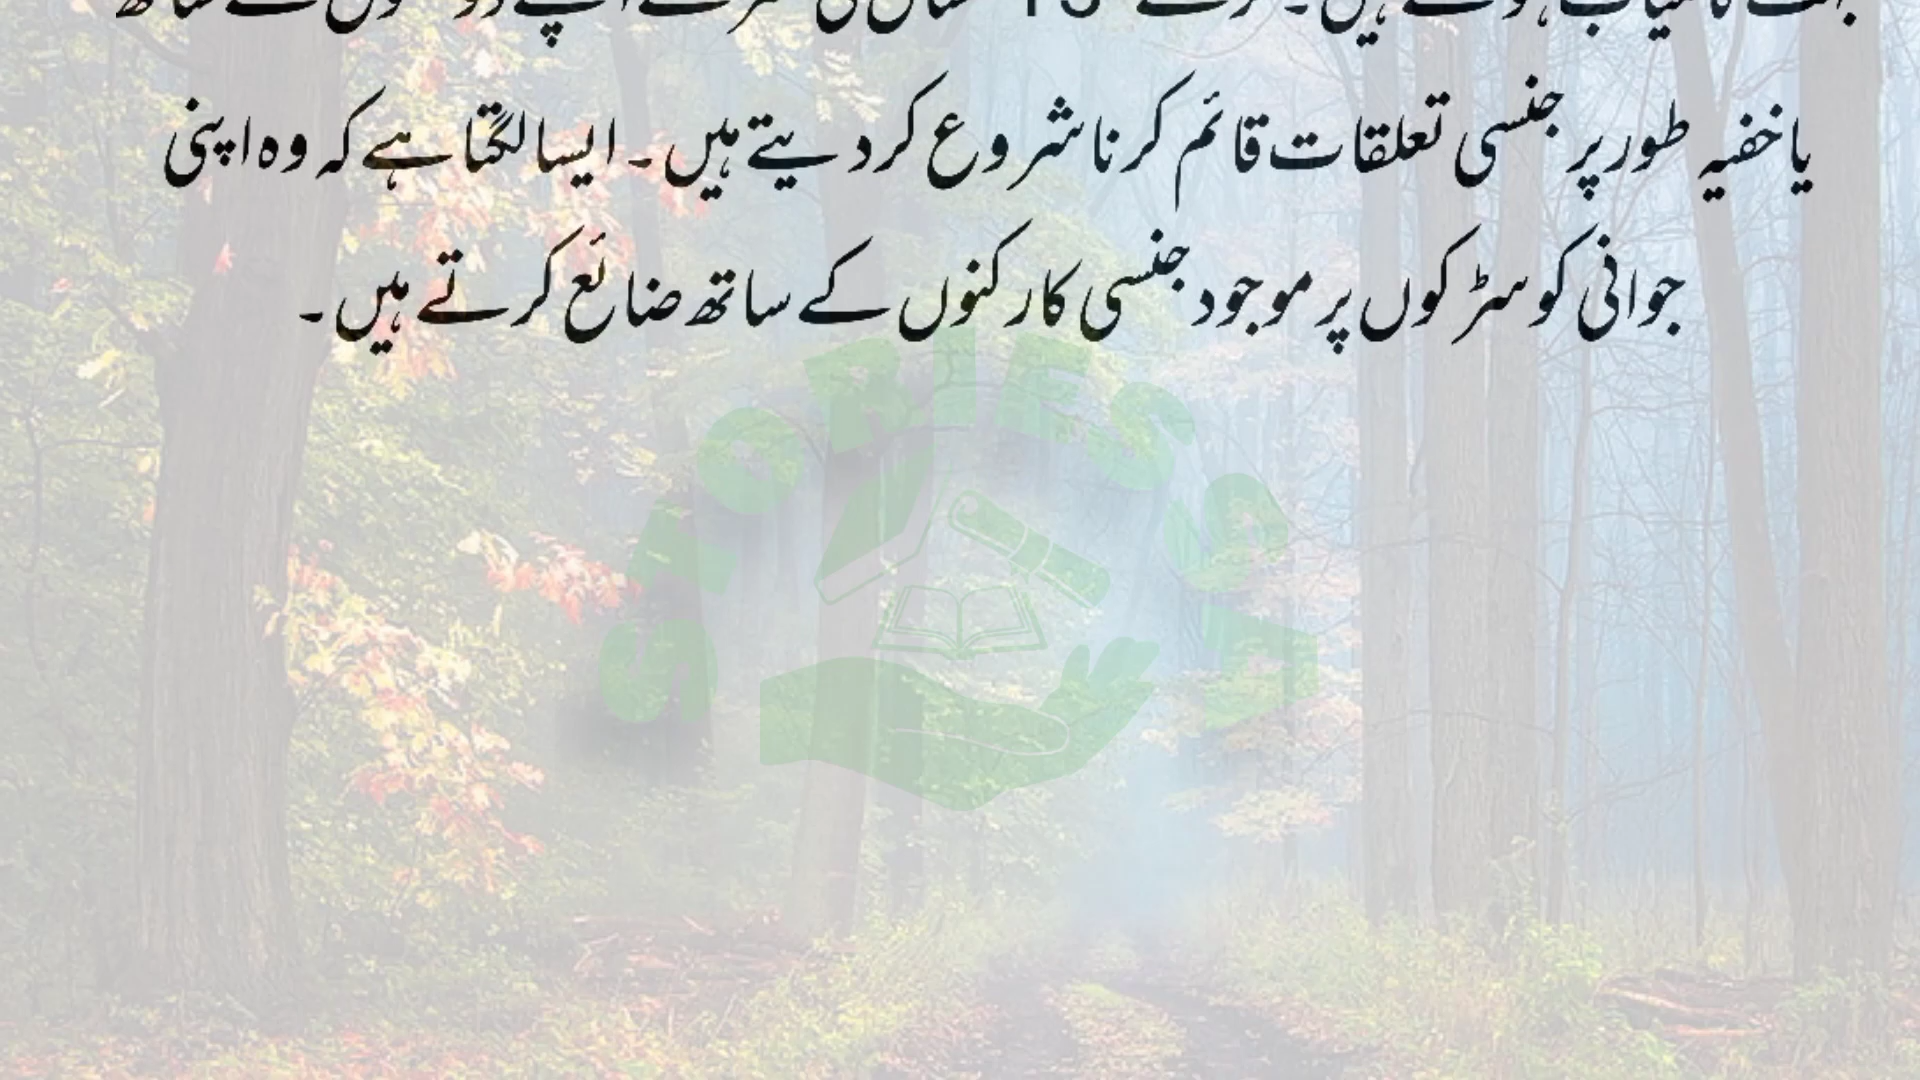 یا خفیہ طور پر جنسی تعلقات قائم کرنا شروع کر دیتے ہیں۔ ایسا لگتا ہے کہ وہ اپنی
جوانی کو سڑکوں پر موجود جنسی کارکنوں کے ساتھ ضائع کرتے ہیں۔
STORIESSV